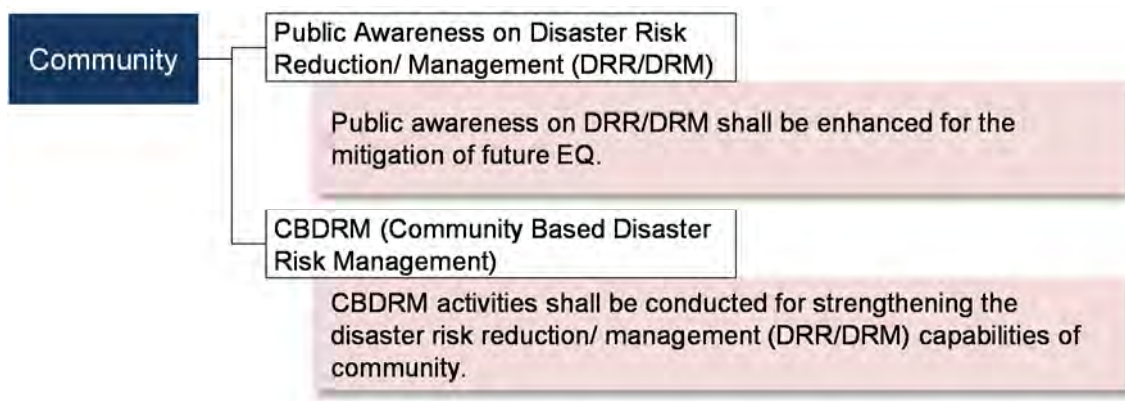 Community
Public Awareness on Disaster Risk
Reduction/ Management (DRR/DRM)
Public awareness on DRR/DRM shall be enhanced for the
mitigation of future EQ.
CBDRM (Community Based Disaster
Risk Management)
CBDRM activities shall be conducted for strengthening the
disaster risk reduction/ management (DRR/DRM) capabilities of
community.